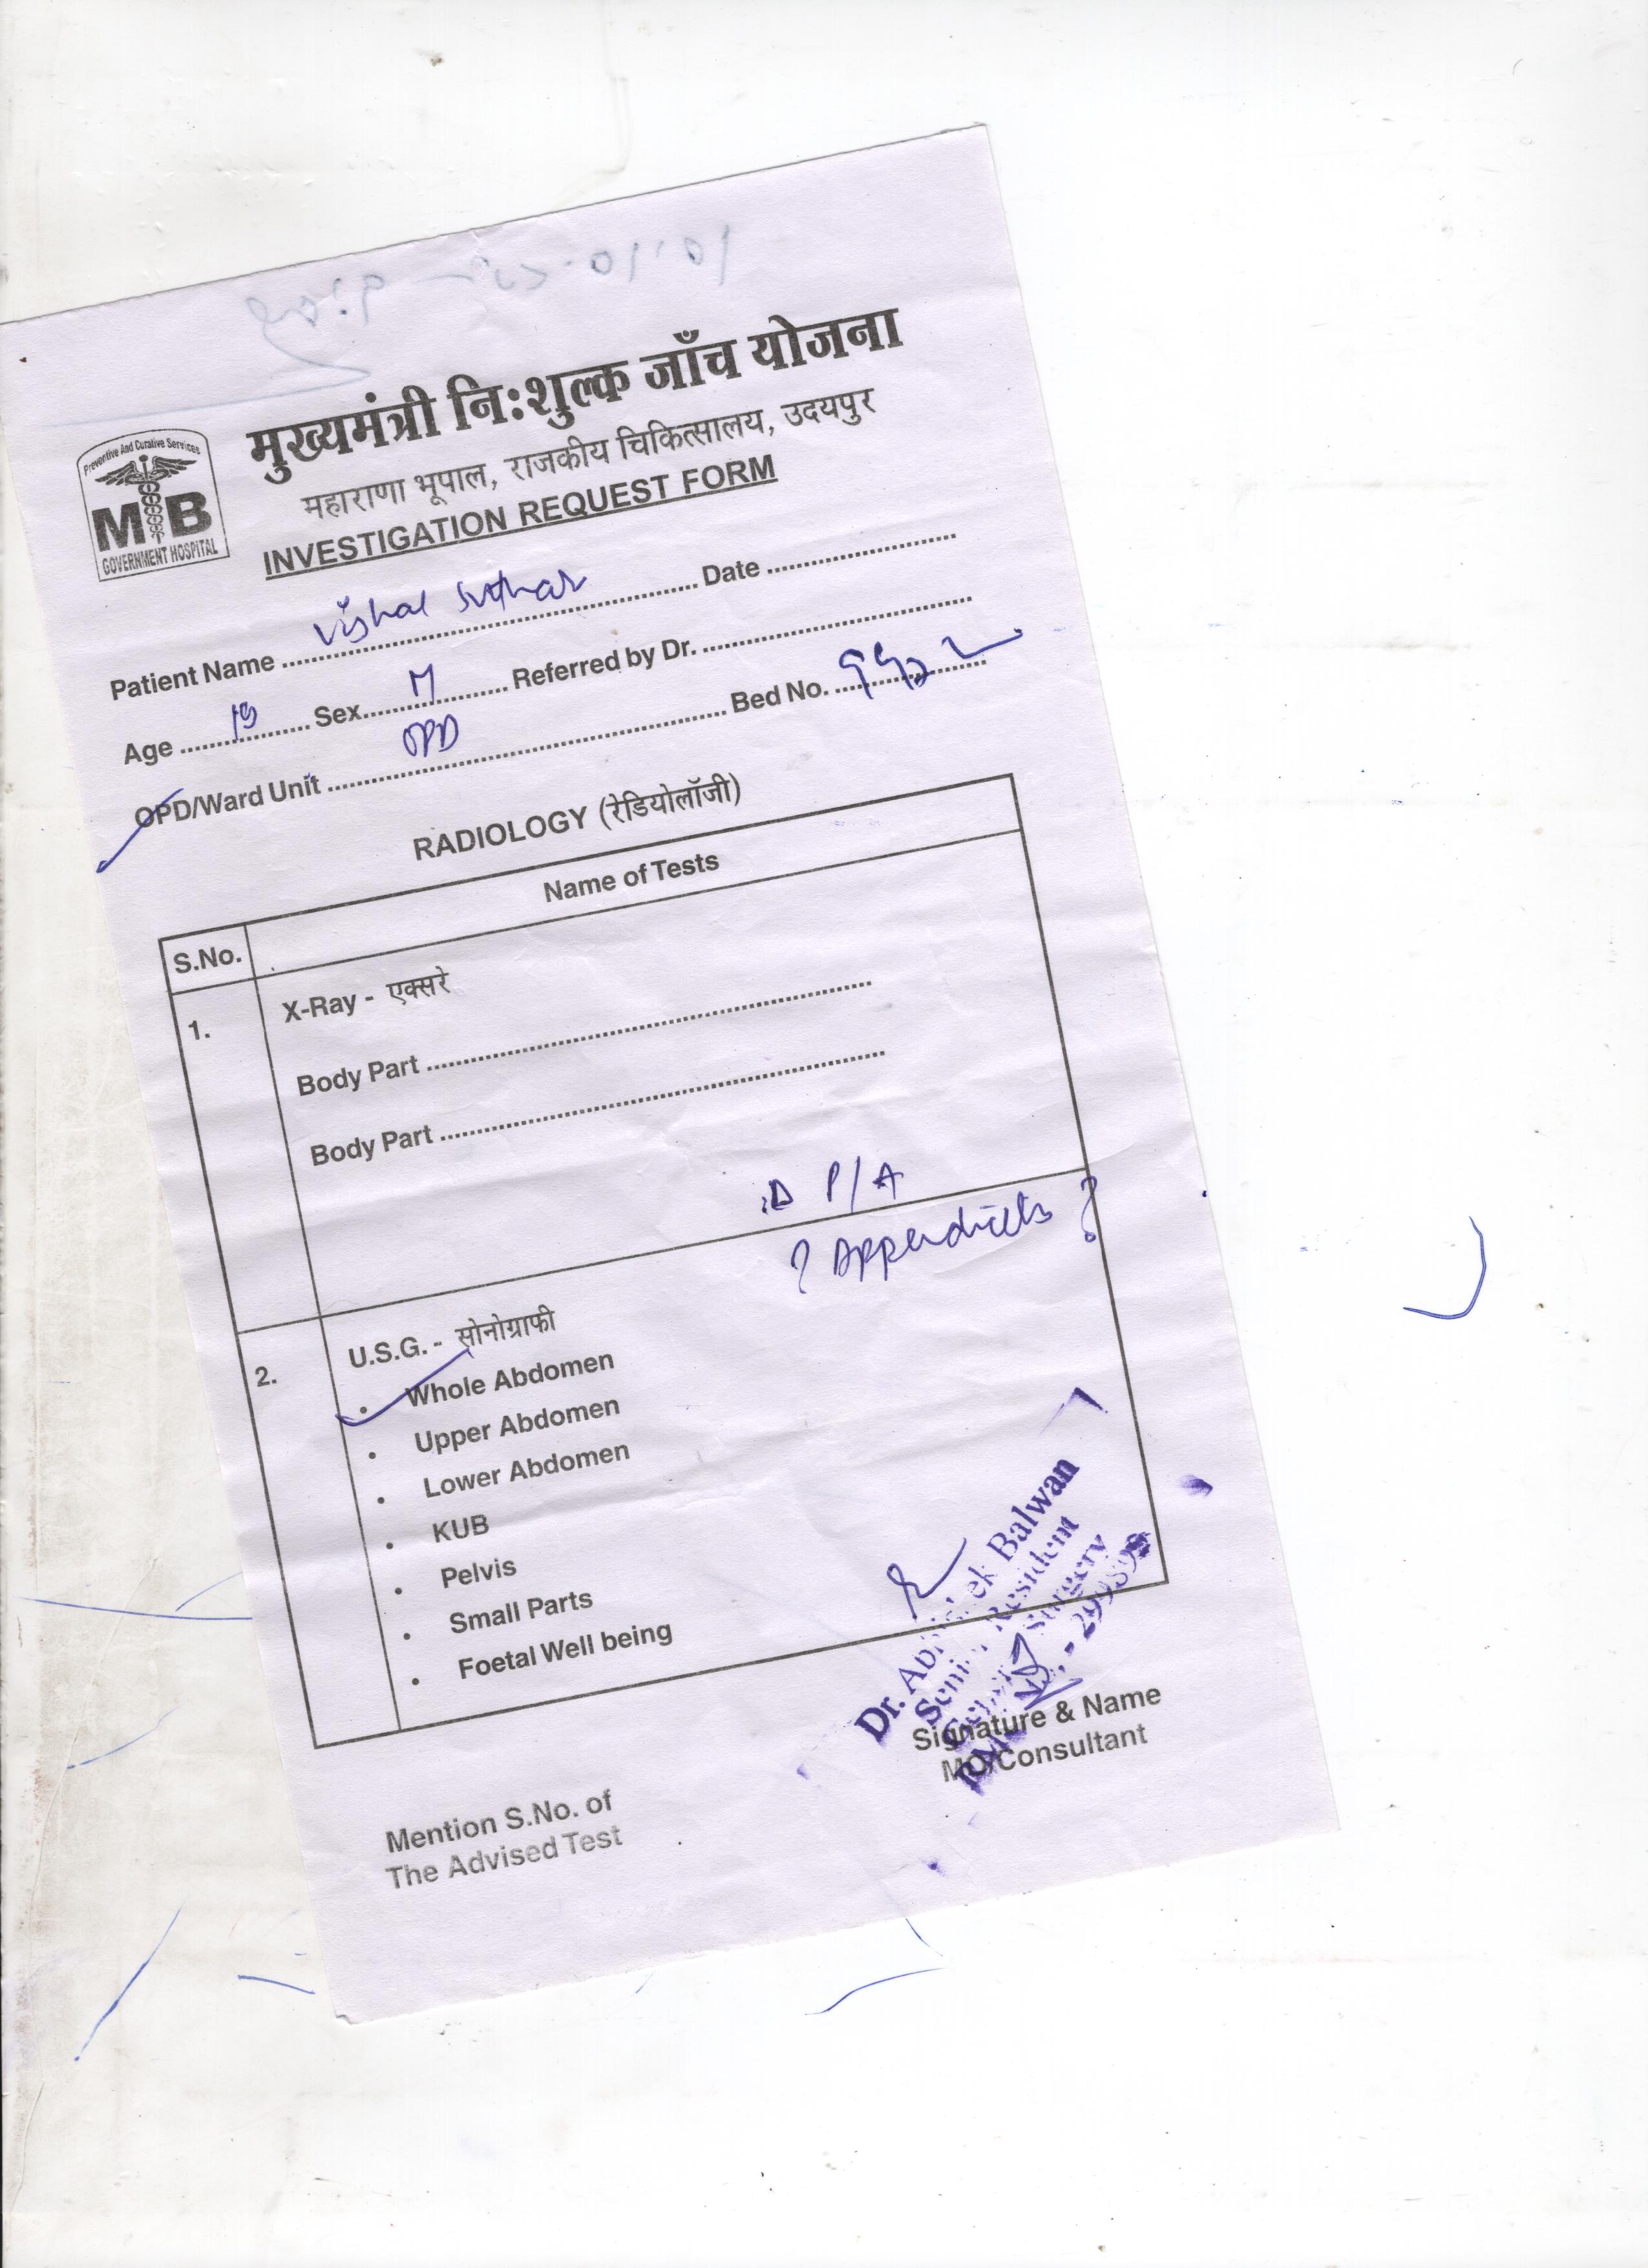 मुख्यमंत्री नि:शुल्क जाँच योजना
महाराणा भूपाल, राजकीय चिकित्सालय, उदयपुर
INVESTIGATION REQUEST FORM
Preventive And Curative Services
MB
GOVERNMENT HOSPITAL
Patient Name Vishal Suthar Date
Age 19 Sex M Referred by Dr.
OPD/Ward Unit OPD Bed No.
RADIOLOGY (रेडियोलॉजी)
S.No. Name of Tests
1. X-Ray - एक्सरे
Body Part
Body Part
P/A
? Appendicitis ?
2. U.S.G. - सोनोग्राफी
• Whole Abdomen
• Upper Abdomen
• Lower Abdomen
• KUB
• Pelvis
• Small Parts
• Foetal Well being
Dr. Balwan
Resident
Surgery
Signature & Name
MO/Consultant
Mention S.No. of
The Advised Test